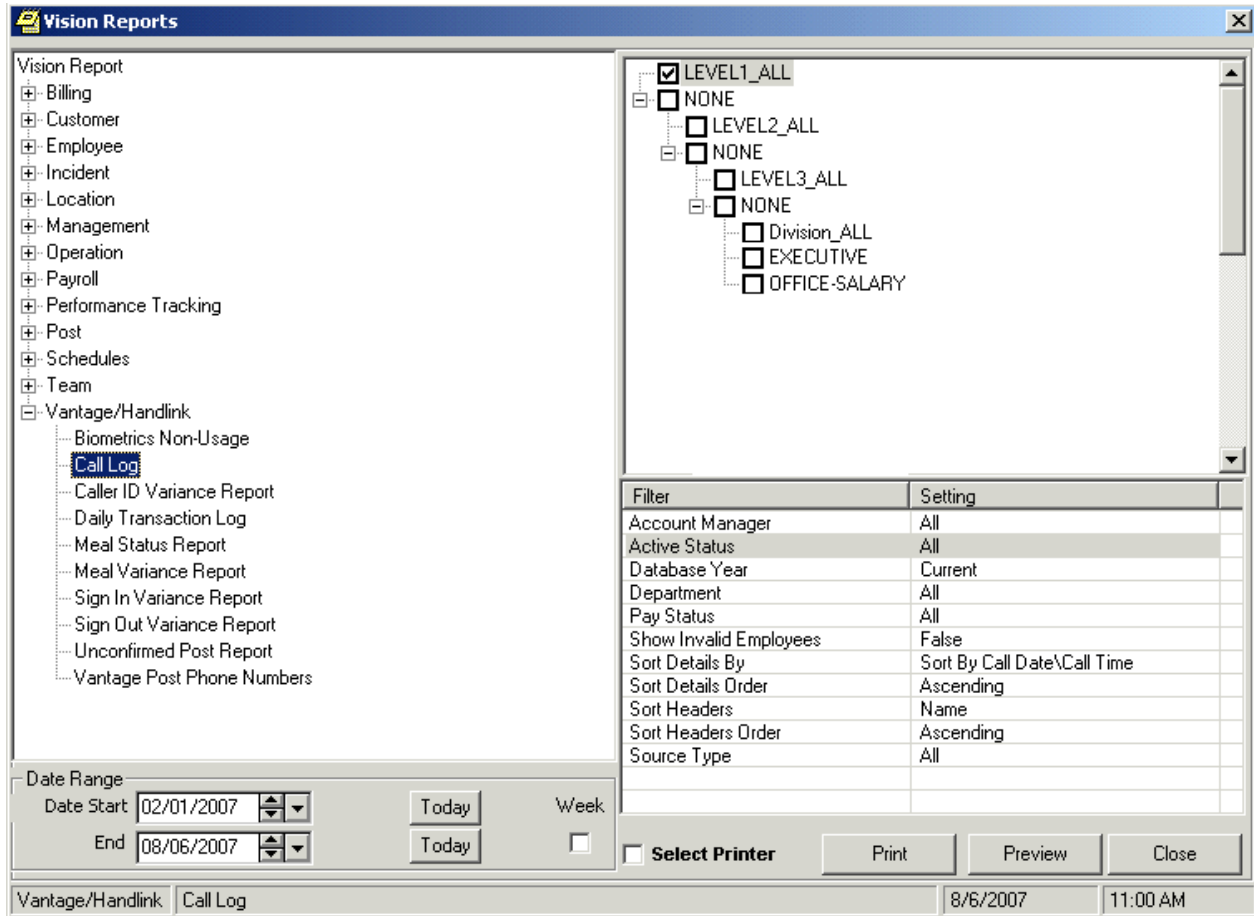 Vision Reports
Vision Report
Billing
Customer
Employee
Incident
Location
Management
Operation
Payroll
Performance Tracking
Post
Schedules
Team
Vantage/Handlink
Biometrics Non-Usage
Call Log
Caller ID Variance Report
Daily Transaction Log
Meal Status Report
Meal Variance Report
Sign In Variance Report
Sign Out Variance Report
Unconfirmed Post Report
Vantage Post Phone Numbers
Date Range
Date Start 02/01/2007 Today Week
End 08/06/2007 Today
LEVEL1_ALL
NONE
LEVEL2_ALL
NONE
LEVEL3_ALL
NONE
Division_ALL
EXECUTIVE
OFFICE-SALARY
Filter Setting
Account Manager All
Active Status All
Database Year Current
Department All
Pay Status All
Show Invalid Employees False
Sort Details By Sort By Call Date\Call Time
Sort Details Order Ascending
Sort Headers Name
Sort Headers Order Ascending
Source Type All
Select Printer Print Preview Close
Vantage/Handlink Call Log 8/6/2007 11:00 AM